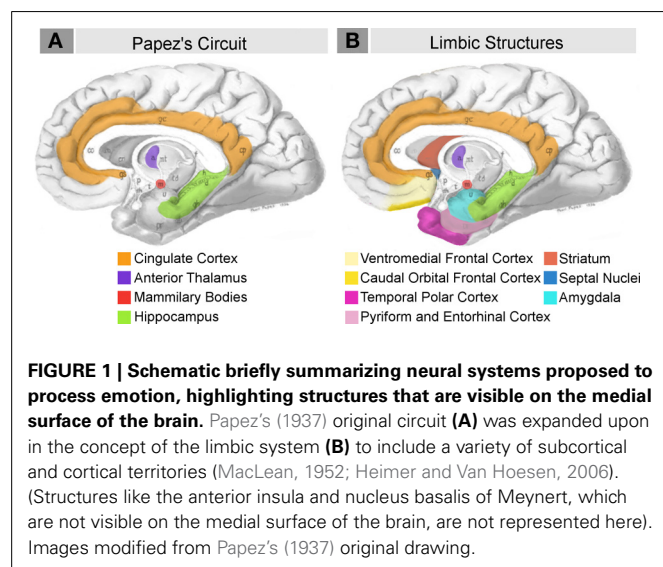 A Papez's Circuit
B Limbic Structures
Cingulate Cortex
Anterior Thalamus
Mammilary Bodies
Hippocampus
Ventromedial Frontal Cortex
Caudal Orbital Frontal Cortex
Temporal Polar Cortex
Pyriform and Entorhinal Cortex
Striatum
Septal Nuclei
Amygdala
FIGURE 1 | Schematic briefly summarizing neural systems proposed to
process emotion, highlighting structures that are visible on the medial
surface of the brain. Papez's (1937) original circuit (A) was expanded upon
in the concept of the limbic system (B) to include a variety of subcortical
and cortical territories (MacLean, 1952; Heimer and Van Hoesen, 2006).
(Structures like the anterior insula and nucleus basalis of Meynert, which
are not visible on the medial surface of the brain, are not represented here).
Images modified from Papez's (1937) original drawing.